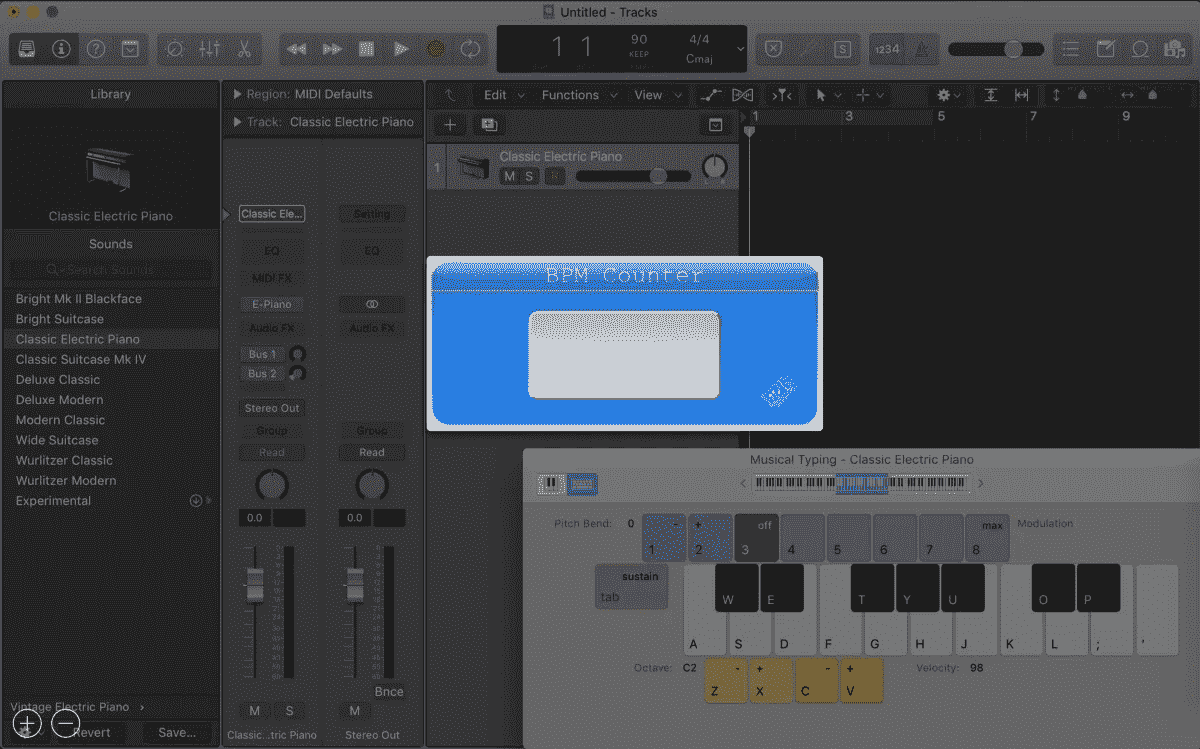 Untitled - Tracks
1 1
90
KEEP
4/4
Cmaj
S
1234
Library
Region: MIDI Defaults
Edit
Functions
View
1
3
5
7
9
Track: Classic Electric Piano
1
Classic Electric Piano
M S R
L R
Classic Electric Piano
Classic Ele...
Setting
Sounds
EQ
EQ
Search Sounds
MIDI FX
BPM Counter
Bright Mk II Blackface
E-Piano
Bright Suitcase
Audio FX
Audio FX
Classic Electric Piano
Classic Suitcase Mk IV
Bus 1
Deluxe Classic
Bus 2
Deluxe Modern
Stereo Out
Modern Classic
Group
Group
Wide Suitcase
Read
Read
Wurlitzer Classic
Wurlitzer Modern
Experimental
0.0
0.0
Musical Typing - Classic Electric Piano
Pitch Bend: 0
-
1
+
2
off
3
4
5
6
7
max
8
Modulation
sustain
tab
W
E
T
Y
U
O
P
A
S
D
F
G
H
J
K
L
;
'
Octave: C2
-
Z
+
X
-
C
+
V
Velocity: 98
Bnce
Vintage Electric Piano
M
S
M
Revert
Save...
Classic ...tric Piano
Stereo Out